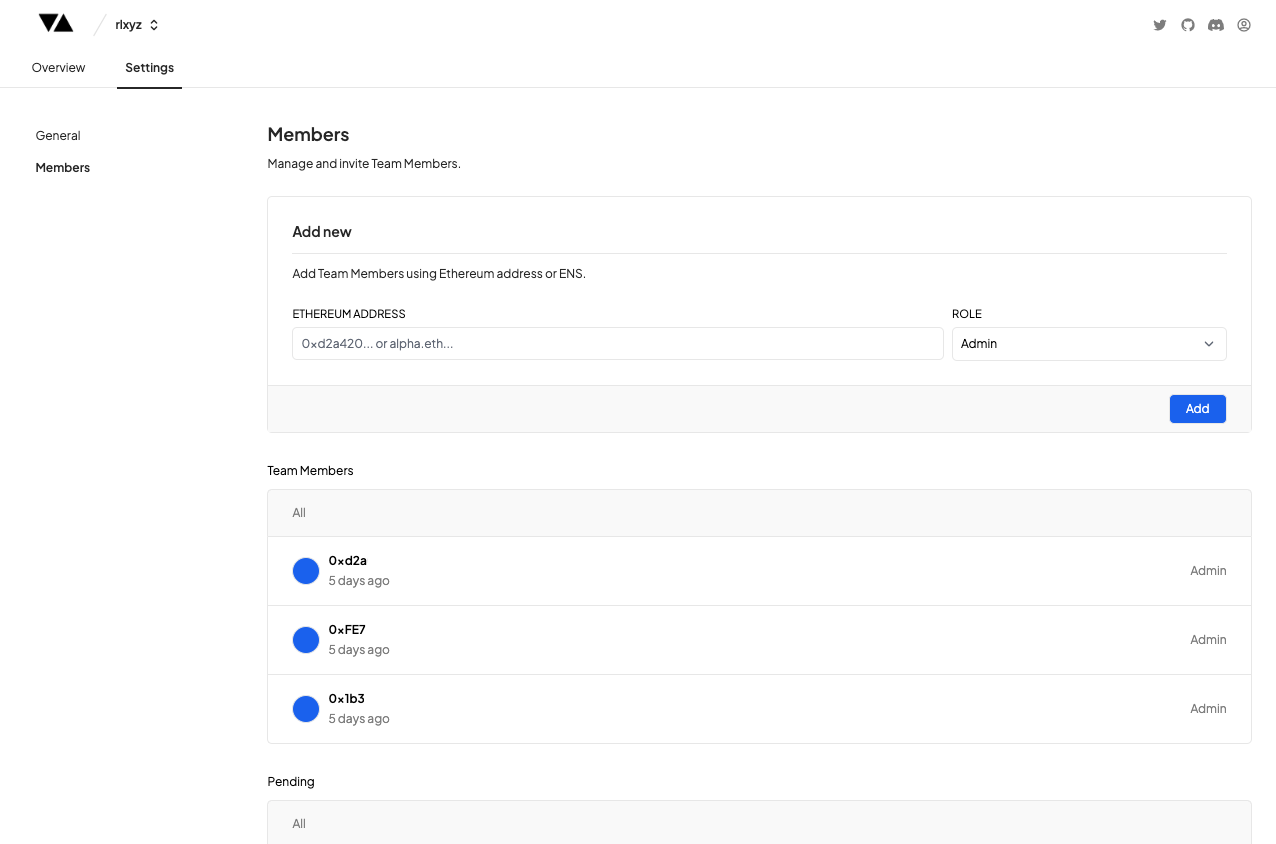 rlxyz
Overview
Settings
General
Members
Members
Manage and invite Team Members.
Add new
Add Team Members using Ethereum address or ENS.
ETHEREUM ADDRESS
ROLE
0xd2a420... or alpha.eth...
Admin
Add
Team Members
All
0xd2a
5 days ago
Admin
0xFE7
5 days ago
Admin
0x1b3
5 days ago
Admin
Pending
All